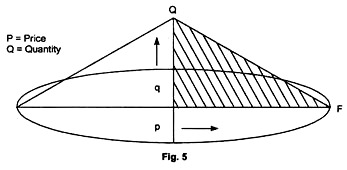 Q
P = Price
Q = Quantity
q
F
p
Fig. 5